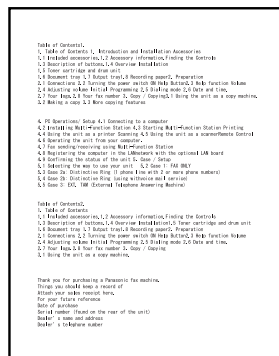 Table of Contents1.
1. Table of Contents 1. Introduction and Installation Accessories
1.1 Included accessories.1.2 Accessory information.Finding the Controls
1.3 Description of buttons.1.4 Overview Installation
1.5 Toner cartridge and drum unit
1.6 Document tray 1.7 Output tray1.8 Recording paper2. Preparation
2.1 Connections 2.2 Turning the power switch ON Help Button2.3 Help function Volume
2.4 Adjusting volume Initial Programming 2.5 Dialing mode 2.6 Date and time.
2.7 Your logo.2.8 Your fax number 3. Copy / Copying3.1 Using the unit as a copy machine.
3.2 Making a copy 3.3 More copying features
4. PC Operations/ Setup 4.1 Connecting to a computer
4.2 Installing Multi-Function Station 4.3 Starting Multi-Function Station Printing
4.4 Using the unit as a printer Scanning 4.5 Using the unit as a scannerRemote Control
4.6 Operating the unit from your computer.
4.7 Fax sending/receiving using Multi-Function Station
4.8 Registering the computer in the LANNetwork with the optional LAN board
4.9 Confirming the status of the unit 5. Case / Setup
5.1 Selecting the way to use your unit 5.2 Case 1: FAX ONLY
5.3 Case 2a: Distinctive Ring (1 phone line with 2 or more phone numbers)
5.4 Case 2b: Distinctive Ring (using withvoice mail service)
5.5 Case 3: EXT. TAM (External Telephone Answering Machine)
Table of Contents2.
1. Table of Contents
1.1 Included accessories.1.2 Accessory information.Finding the Controls
1.3 Description of buttons.1.4 Overview Installation1.5 Toner cartridge and drum unit
1.6 Document tray 1.7 Output tray1.8 Recording paper2. Preparation
2.1 Connections 2.2 Turning the power switch ON Help Button2.3 Help function Volume
2.4 Adjusting volume Initial Programming 2.5 Dialing mode 2.6 Date and time.
2.7 Your logo.2.8 Your fax number 3. Copy / Copying
3.1 Using the unit as a copy machine.
Thank you for purchasing a Panasonic fax machine.
Things you should keep a record of
Attach your sales receipt here.
For your future reference
Date of purchase
Serial number (found on the rear of the unit)
Dealer's name and address
Dealer's telephone number